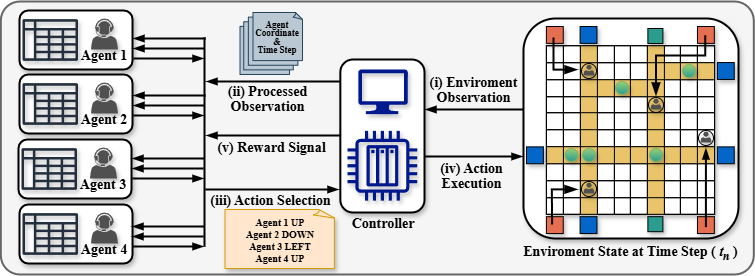 Agent 1
Agent 2
Agent 3
Agent 4
Agent
Coordinate
&
Time Step
(ii) Processed
Observation
(v) Reward Signal
(iii) Action Selection
Agent 1 UP
Agent 2 DOWN
Agent 3 LEFT
Agent 4 UP
Controller
(i) Enviroment
Observation
(iv) Action
Execution
Enviroment State at Time Step ( tn )